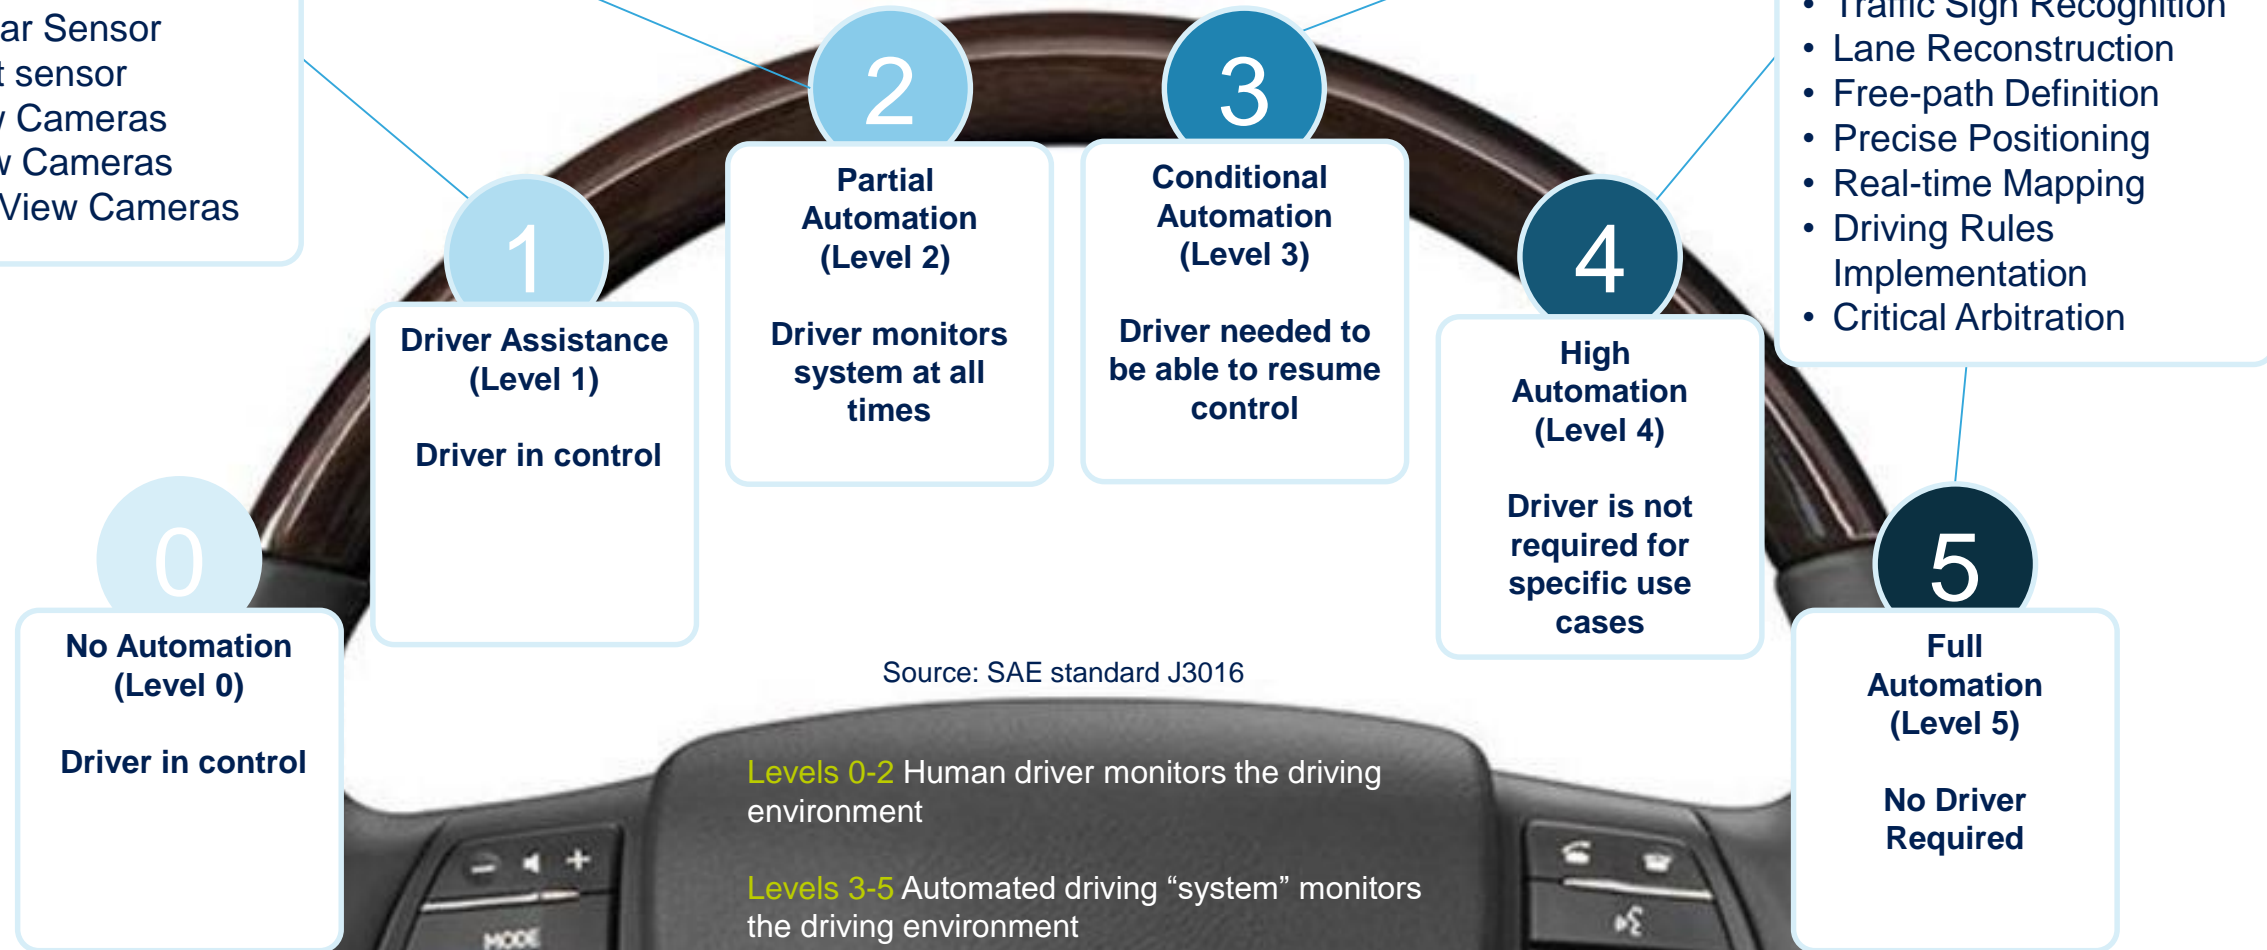 ar Sensor
t sensor
Cameras
Cameras
View Cameras
• Traffic Sign Recognition
• Lane Reconstruction
• Free-path Definition
• Precise Positioning
• Real-time Mapping
• Driving Rules
Implementation
• Critical Arbitration
0
No Automation
(Level 0)
Driver in control
1
Driver Assistance
(Level 1)
Driver in control
2
Partial
Automation
(Level 2)
Driver monitors
system at all
times
3
Conditional
Automation
(Level 3)
Driver needed to
be able to resume
control
4
High
Automation
(Level 4)
Driver is not
required for
specific use
cases
5
Full
Automation
(Level 5)
No Driver
Required
Source: SAE standard J3016
Levels 0-2 Human driver monitors the driving
environment
Levels 3-5 Automated driving “system” monitors
the driving environment
MODE